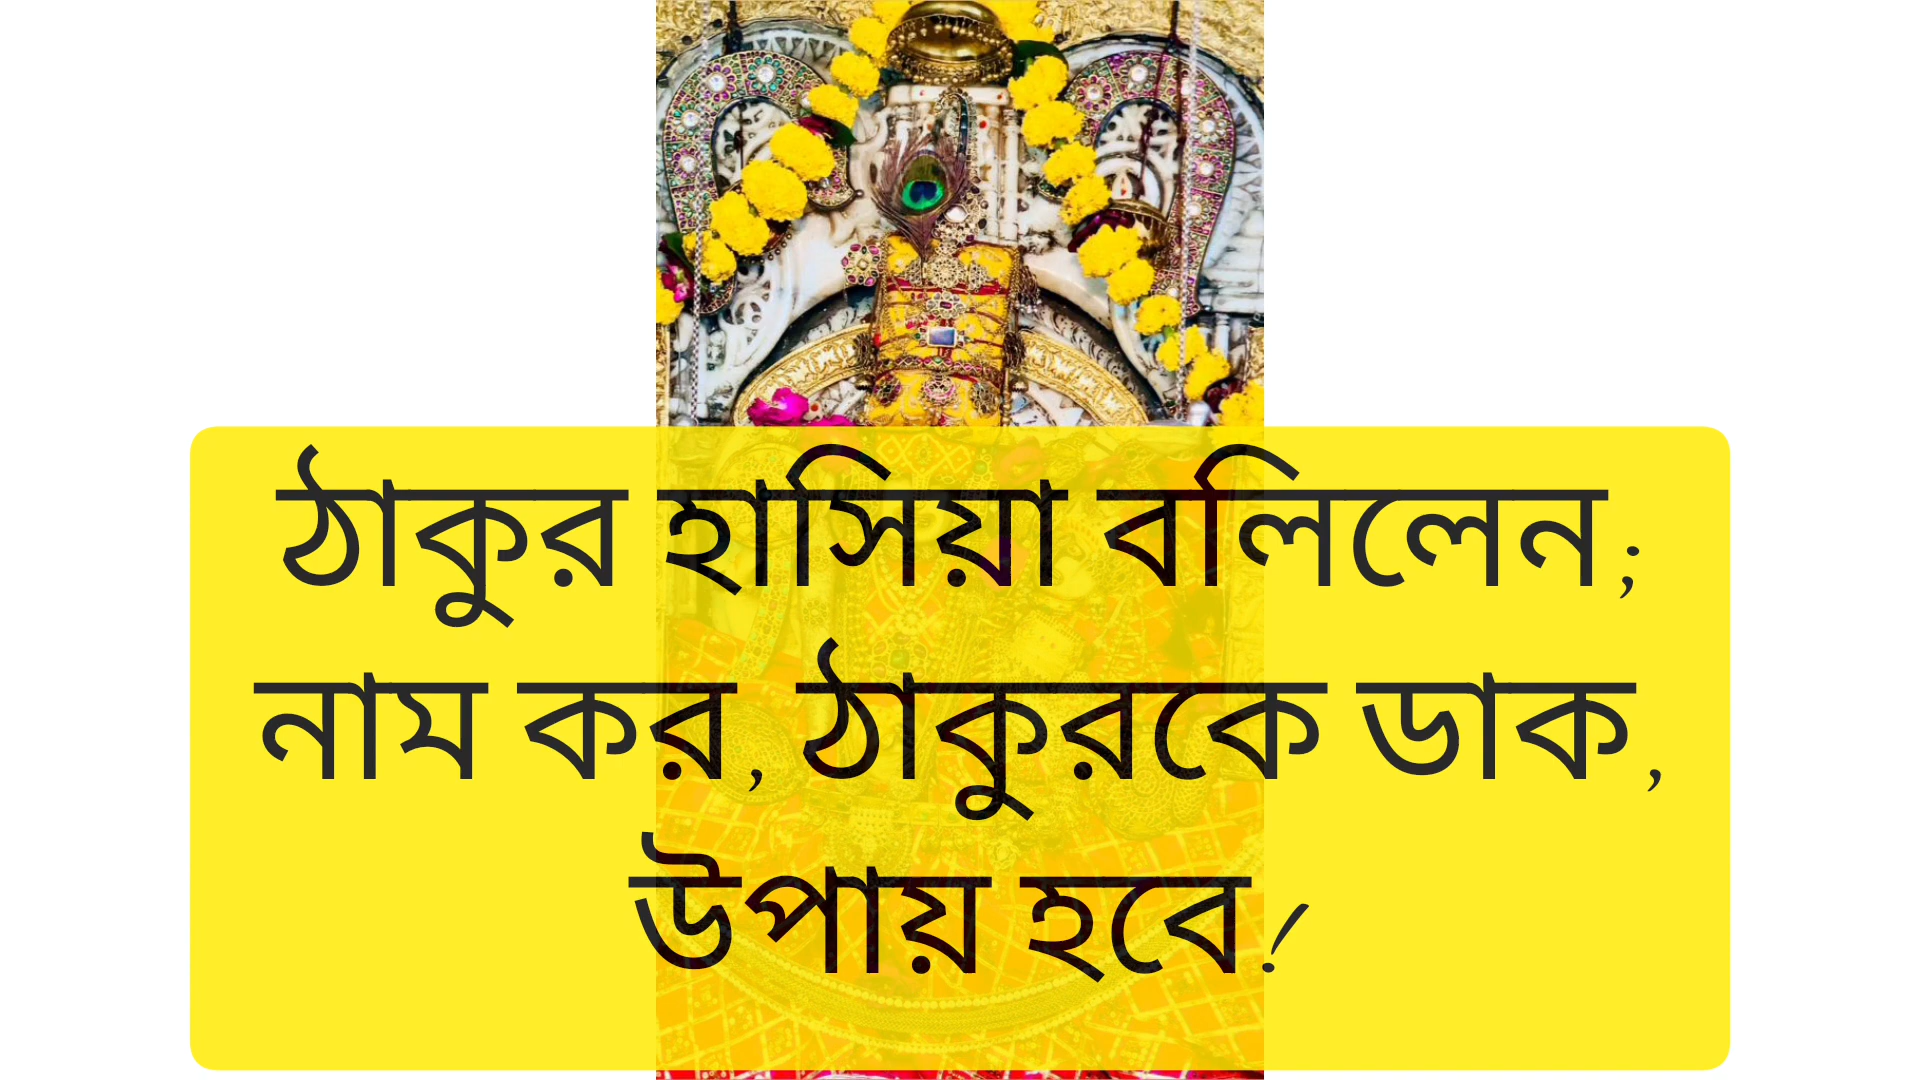 ঠাকুর হাসিয়া বলিলেন;
নাম কর, ঠাকুরকে ডাক,
উপায় হবে!